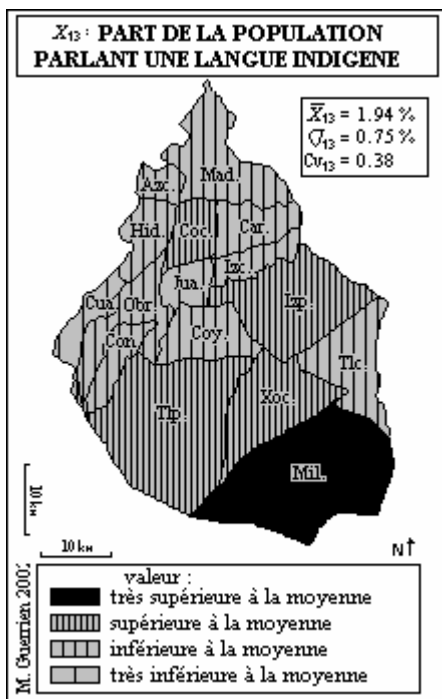 X13 : PART DE LA POPULATION
PARLANT UNE LANGUE INDIGENE
X̅13 = 1.94 %
σ13 = 0.75 %
Cv13 = 0.38
Mad.
Azc.
Hid.
Coc.
Car.
Izc.
Jua.
Cua.
Obr.
Izp.
Con.
Coy.
Tlc.
Tlp.
Xoc.
Mil.
10 km
10 km
N↑
valeur :
très supérieure à la moyenne
supérieure à la moyenne
inférieure à la moyenne
très inférieure à la moyenne
M. Guerrien 200